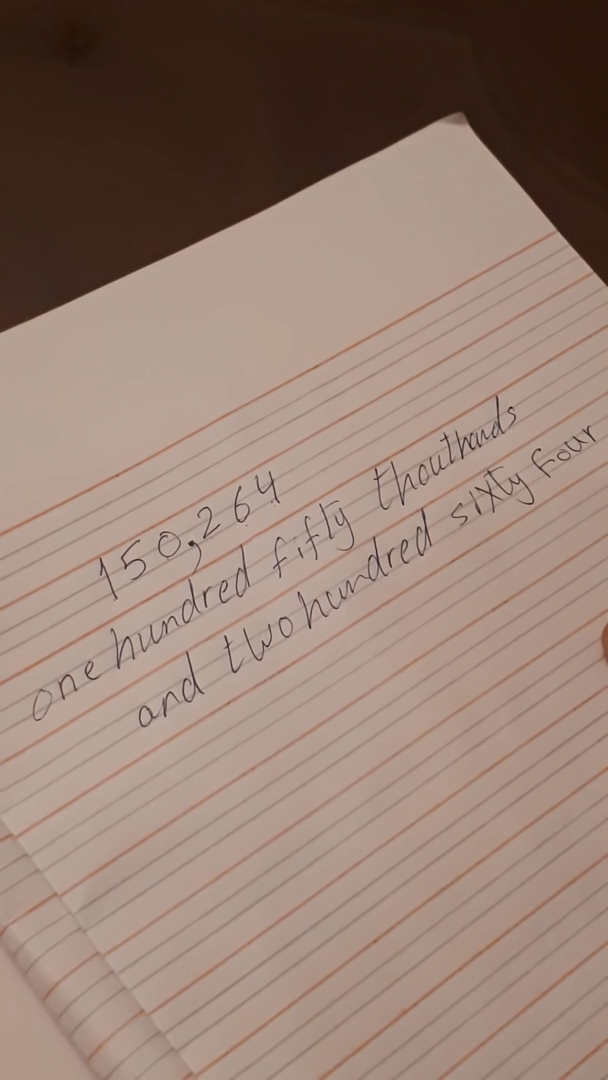 150,264
one hundred fifty thouthands
and two hundred sixty four